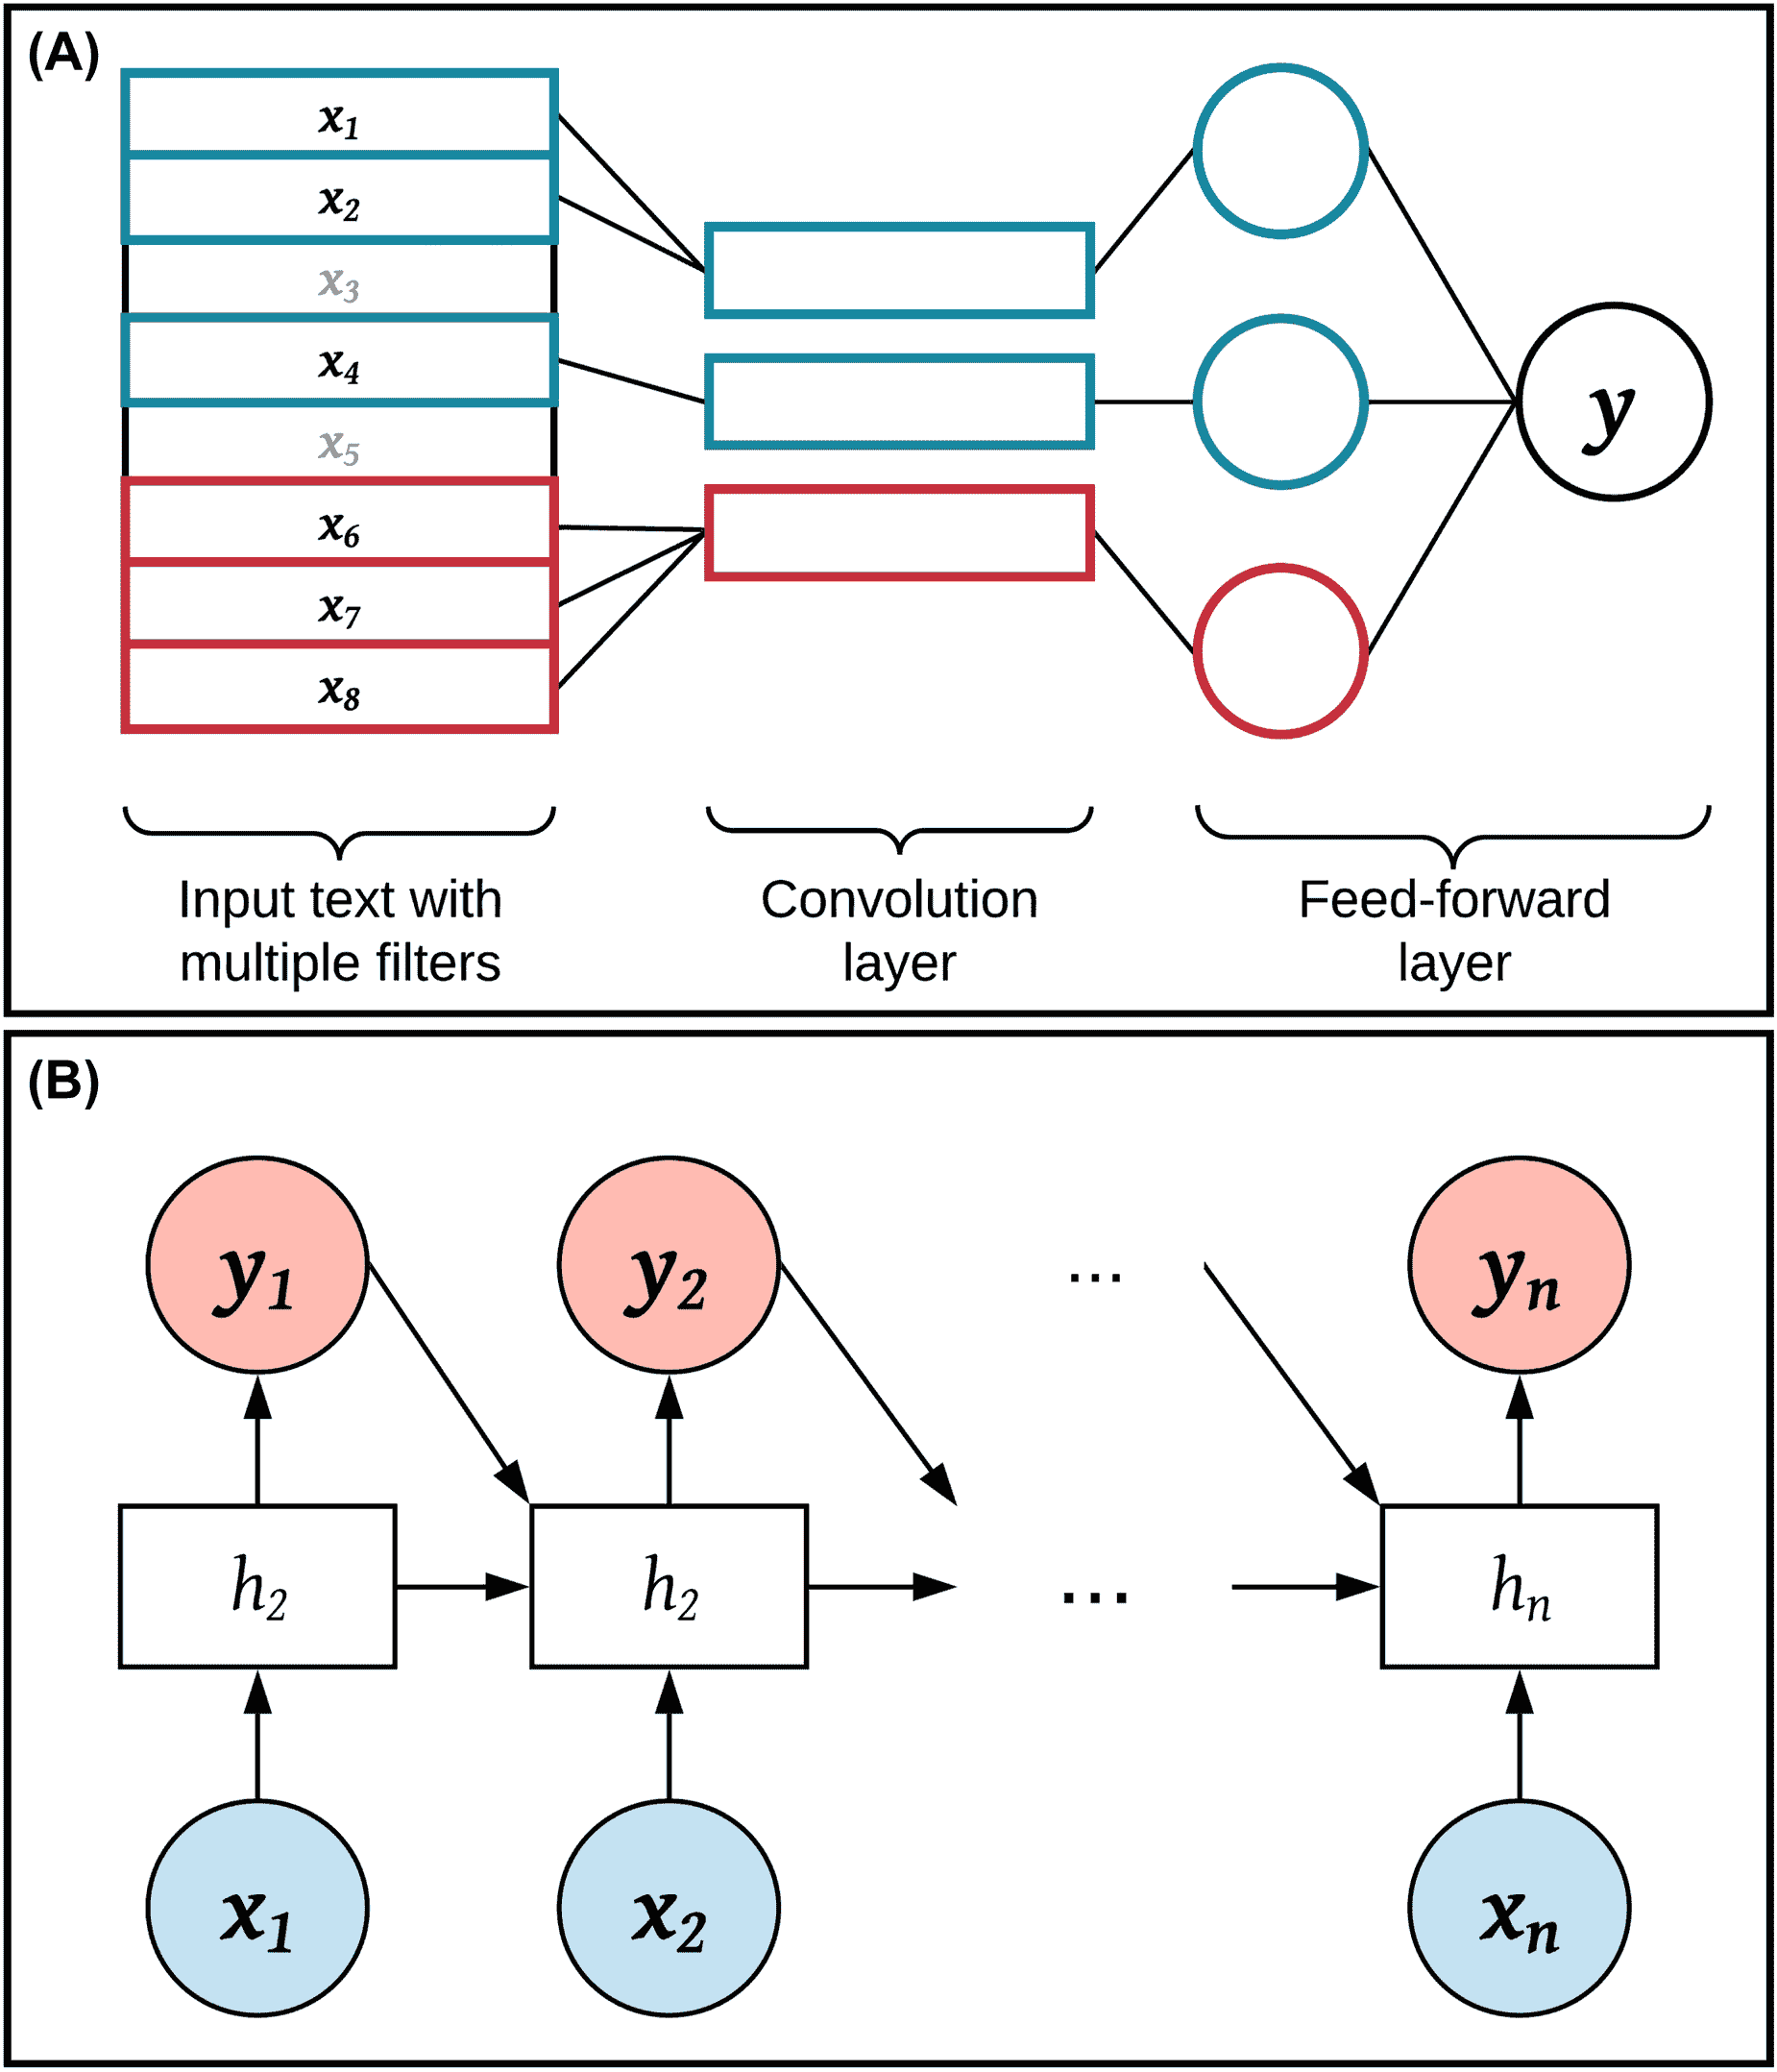 (A)
x1
x2
x3
x4
x5
x6
x7
x8
y
Input text with
multiple filters
Convolution
layer
Feed-forward
layer
(B)
y1 y2 ... yn
h2 h2 ... hn
x1 x2 xn